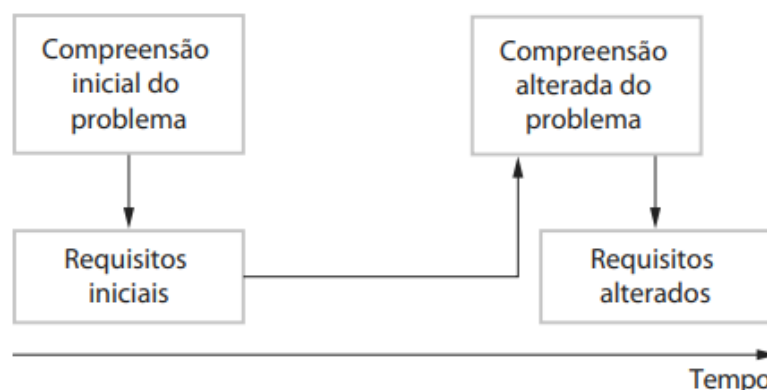 Compreensão
inicial do
problema
Compreensão
alterada do
problema
Requisitos
iniciais
Requisitos
alterados
Tempo